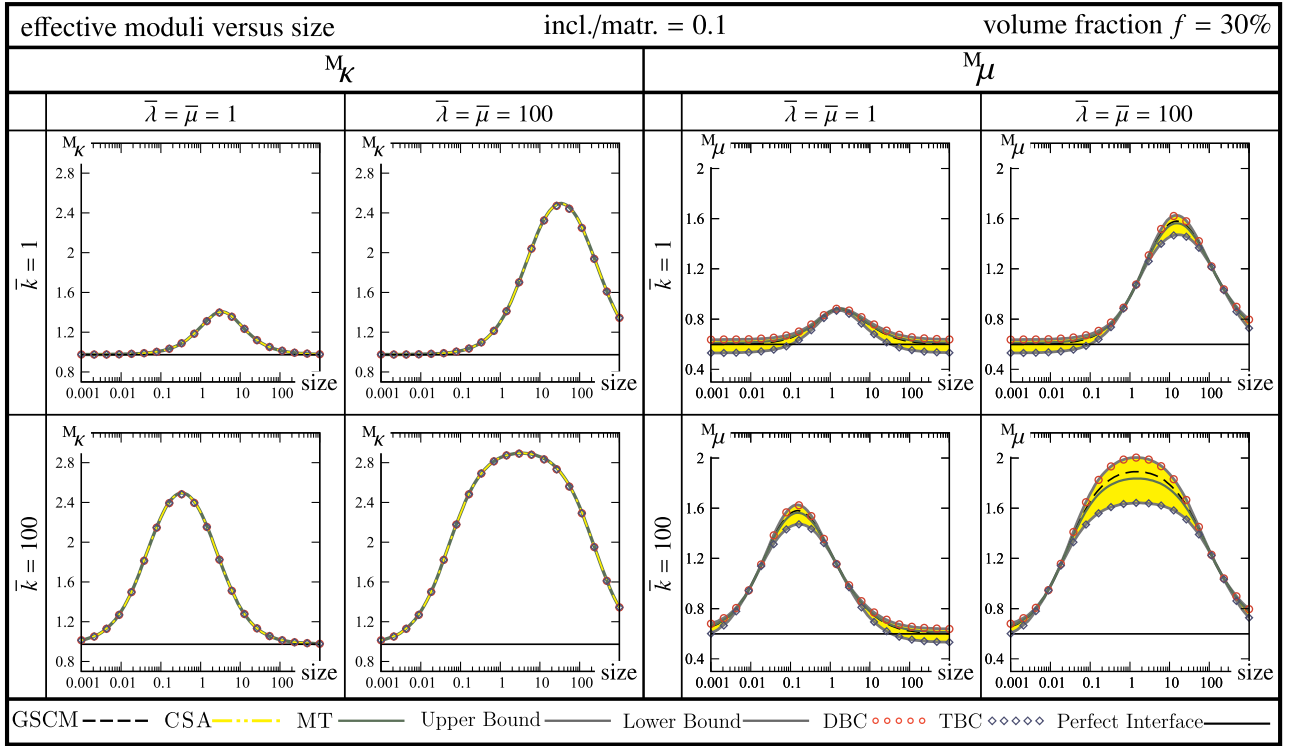 effective moduli versus size incl./matr. = 0.1 volume fraction f = 30%
ᴹκ ᴹμ
λ̅ = μ̅ = 1 λ̅ = μ̅ = 100 λ̅ = μ̅ = 1 λ̅ = μ̅ = 100
k̅ = 1
ᴹκ
2.8
2.4
2
1.6
1.2
0.8
size
0.001 0.01 0.1 1 10 100
ᴹκ
2.8
2.4
2
1.6
1.2
0.8
size
0.001 0.01 0.1 1 10 100
k̅ = 1
ᴹμ
2
1.6
1.2
0.8
0.4
size
0.001 0.01 0.1 1 10 100
ᴹμ
2
1.6
1.2
0.8
0.4
size
0.001 0.01 0.1 1 10 100
k̅ = 100
ᴹκ
2.8
2.4
2
1.6
1.2
0.8
size
0.001 0.01 0.1 1 10 100
ᴹκ
2.8
2.4
2
1.6
1.2
0.8
size
0.001 0.01 0.1 1 10 100
k̅ = 100
ᴹμ
2
1.6
1.2
0.8
0.4
size
0.001 0.01 0.1 1 10 100
ᴹμ
2
1.6
1.2
0.8
0.4
size
0.001 0.01 0.1 1 10 100
GSCM CSA MT Upper Bound Lower Bound DBC TBC Perfect Interface